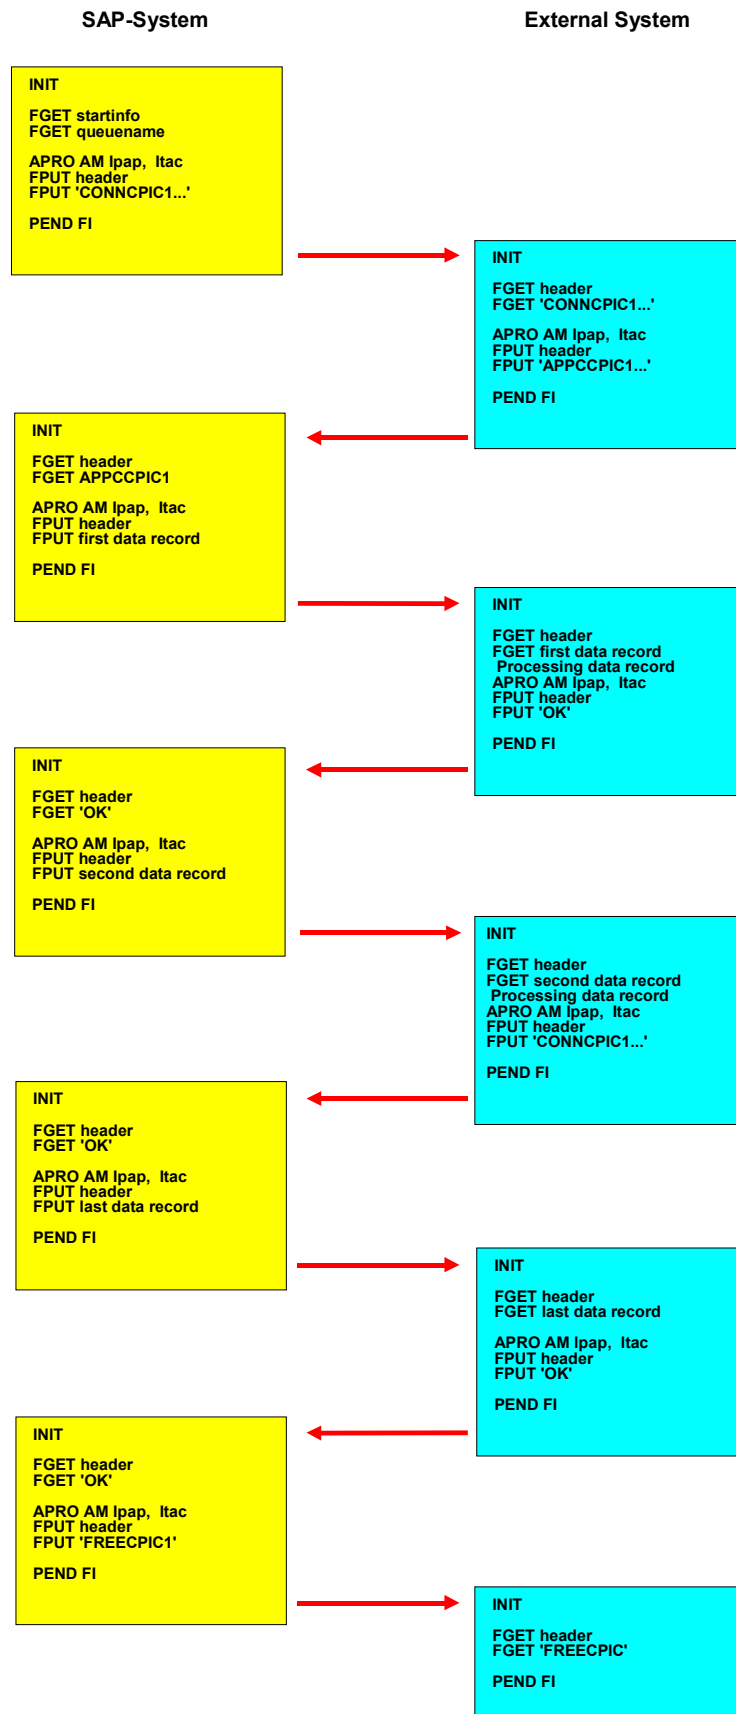 SAP-System
External System
INIT
FGET startinfo
FGET queuename
APRO AM lpap, ltac
FPUT header
FPUT 'CONNCPIC1...'
PEND FI
INIT
FGET header
FGET 'CONNCPIC1...'
APRO AM lpap, ltac
FPUT header
FPUT 'APPCCPIC1...'
PEND FI
INIT
FGET header
FGET APPCCPIC1
APRO AM lpap, ltac
FPUT header
FPUT first data record
PEND FI
INIT
FGET header
FGET first data record
Processing data record
APRO AM lpap, ltac
FPUT header
FPUT 'OK'
PEND FI
INIT
FGET header
FGET 'OK'
APRO AM lpap, ltac
FPUT header
FPUT second data record
PEND FI
INIT
FGET header
FGET second data record
Processing data record
APRO AM lpap, ltac
FPUT header
FPUT 'CONNCPIC1...'
PEND FI
INIT
FGET header
FGET 'OK'
APRO AM lpap, ltac
FPUT header
FPUT last data record
PEND FI
INIT
FGET header
FGET last data record
APRO AM lpap, ltac
FPUT header
FPUT 'OK'
PEND FI
INIT
FGET header
FGET 'OK'
APRO AM lpap, ltac
FPUT header
FPUT 'FREECPIC1'
PEND FI
INIT
FGET header
FGET 'FREECPIC'
PEND FI